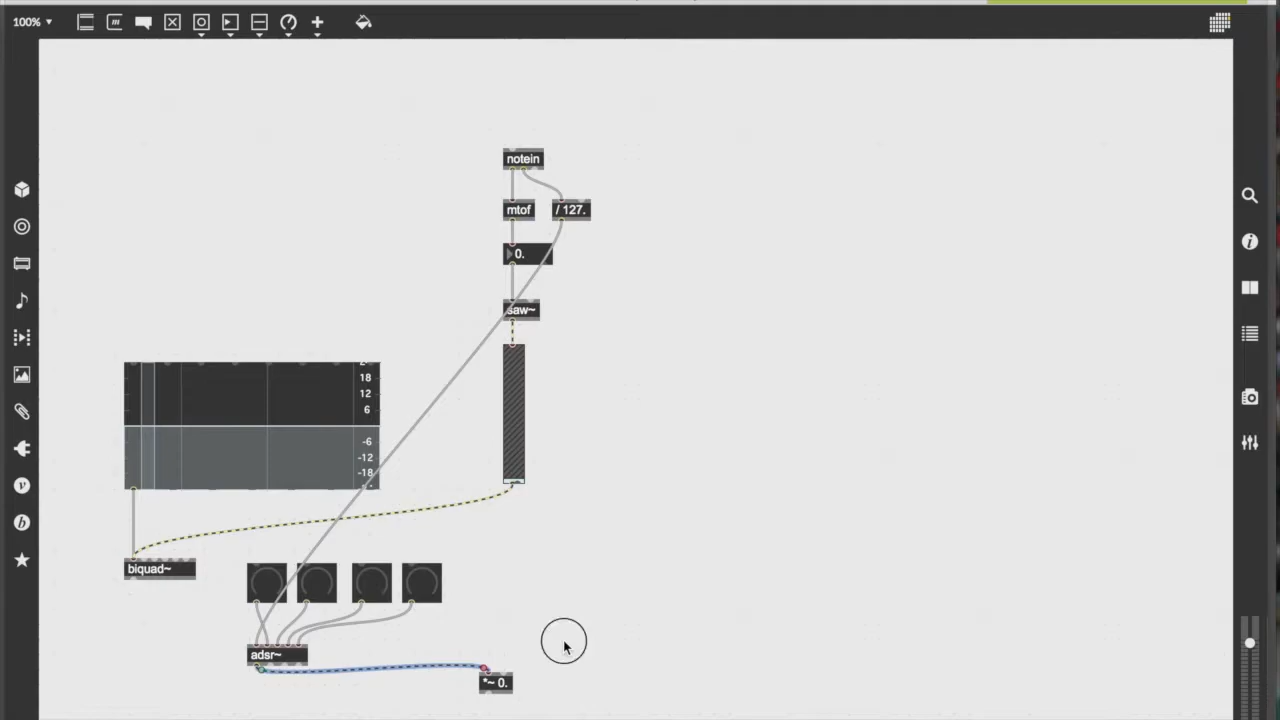 100%
notein
mtof
/ 127.
0.
saw~
18
12
6
-6
-12
-18
biquad~
adsr~
*~ 0.